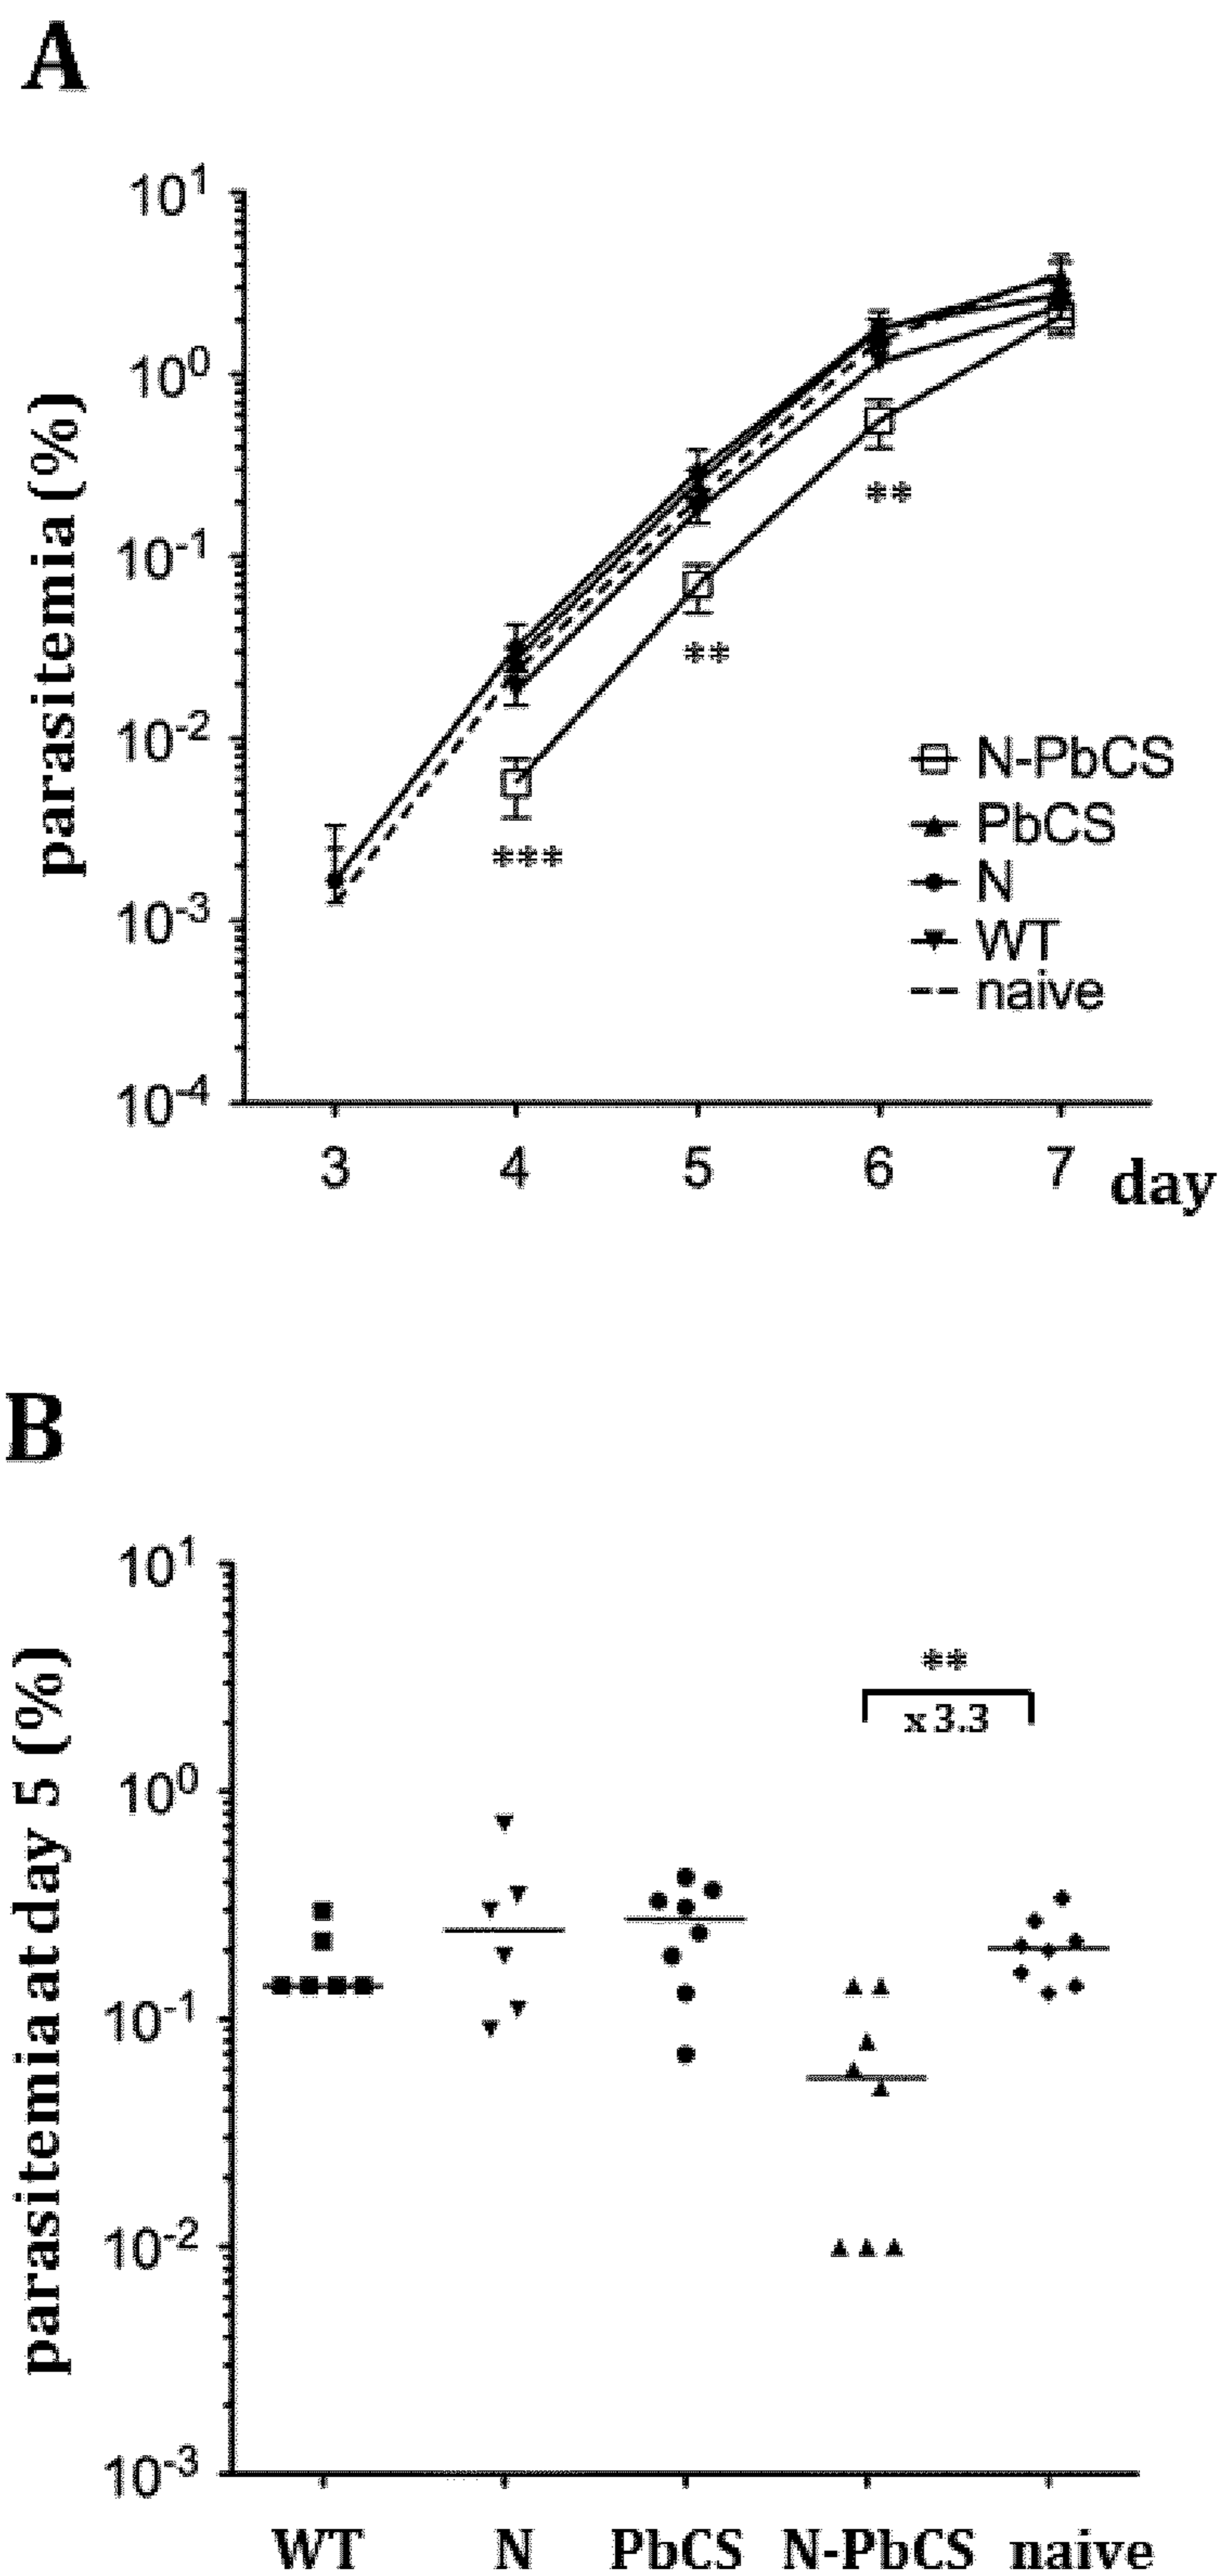 A
10^1
10^0
10^-1
10^-2
10^-3
10^-4
parasitemia (%)
**
**
***
N-PbCS
PbCS
N
WT
naive
3 4 5 6 7 day
B
10^1
10^0
10^-1
10^-2
10^-3
parasitemia at day 5 (%)
**
x 3.3
WT N PbCS N-PbCS naive